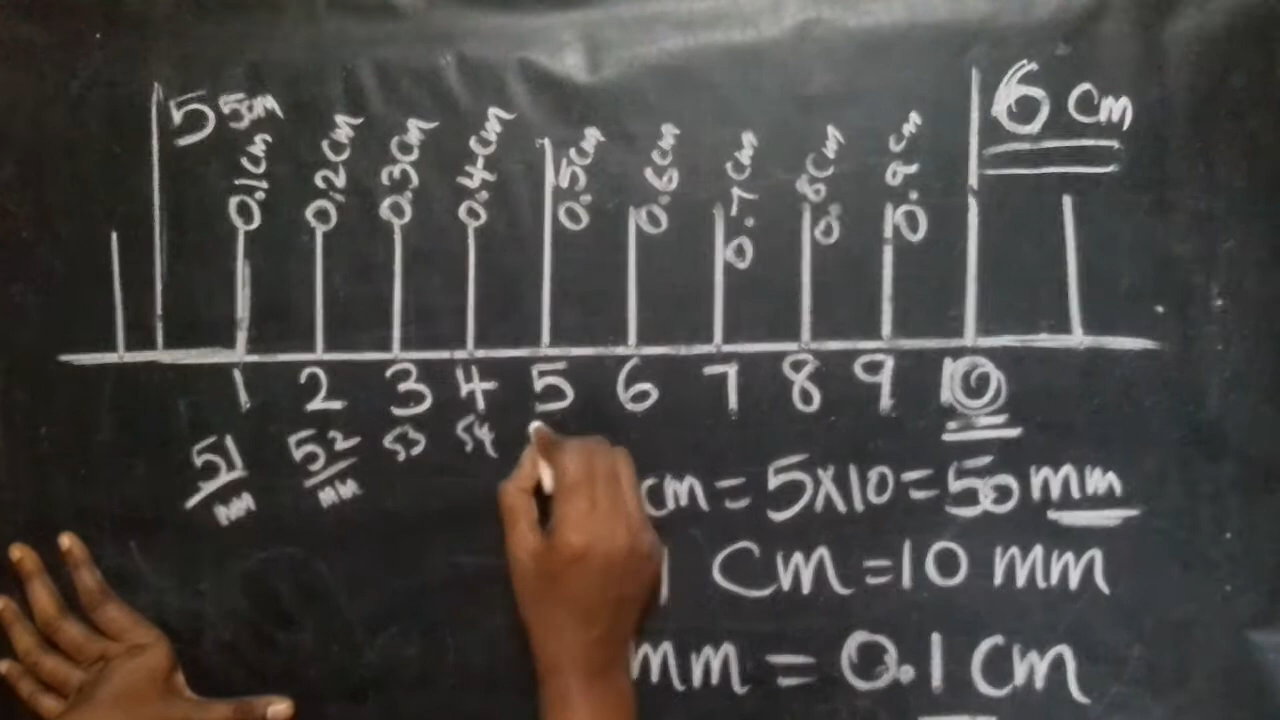 5 5cm 6 cm
0.1cm 0.2cm 0.3cm 0.4cm 0.5cm 0.6cm 0.7cm 0.8cm 0.9cm
1 2 3 4 5 6 7 8 9 10
51 52 53 54
mm mm
cm = 5x10 = 50 mm
1 cm = 10 mm
mm = 0.1 cm